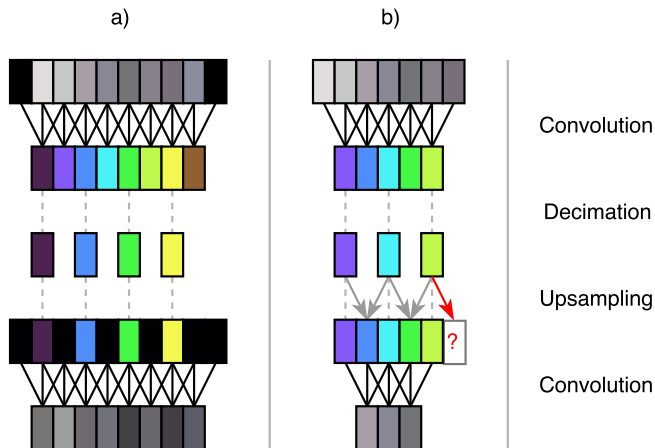 a)
b)
Convolution
Decimation
Upsampling
?
Convolution